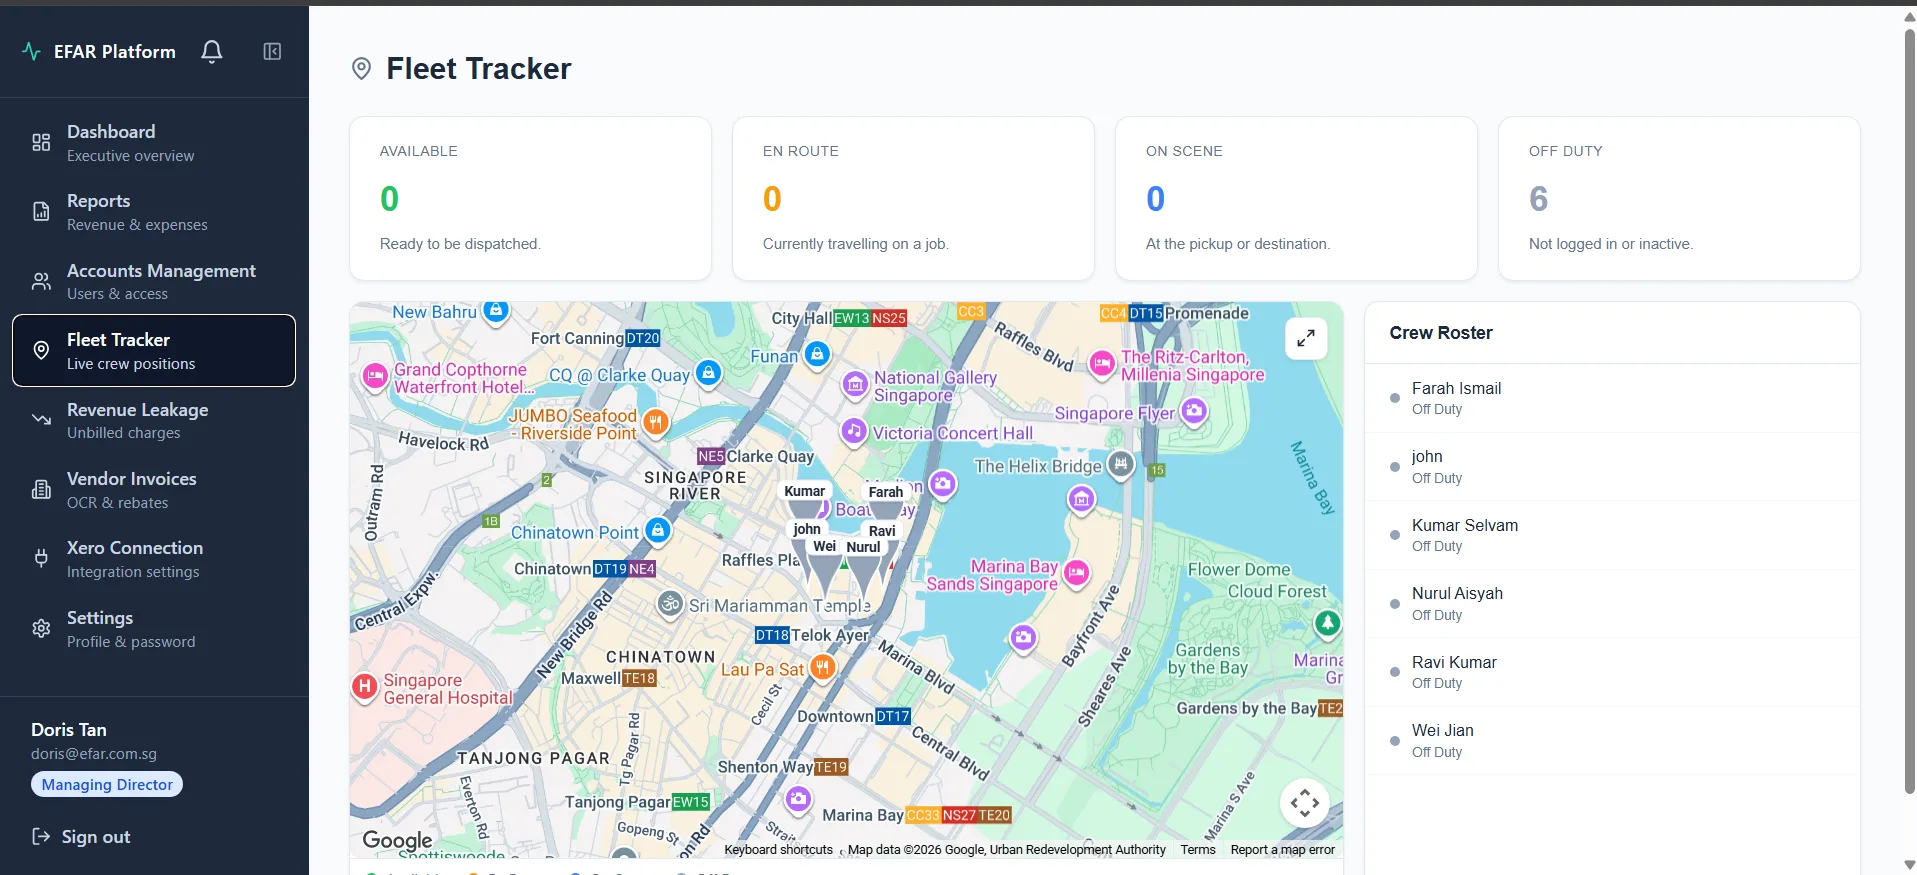 EFAR Platform
Dashboard
Executive overview
Reports
Revenue & expenses
Accounts Management
Users & access
Fleet Tracker
Live crew positions
Revenue Leakage
Unbilled charges
Vendor Invoices
OCR & rebates
Xero Connection
Integration settings
Settings
Profile & password
Doris Tan
doris@efar.com.sg
Managing Director
Sign out
Fleet Tracker
AVAILABLE
0
Ready to be dispatched.
EN ROUTE
0
Currently travelling on a job.
ON SCENE
0
At the pickup or destination.
OFF DUTY
6
Not logged in or inactive.
New Bahru
Fort Canning DT20
City Hall EW13 NS25
CC3
Raffles Blvd
CC4 DT15 Promenade
Funan
Grand Copthorne
Waterfront Hotel...
CQ @ Clarke Quay
National Gallery
Singapore
The Ritz-Carlton,
Millenia Singapore
JUMBO Seafood
- Riverside Point
Singapore Flyer
Victoria Concert Hall
Havelock Rd
NE5 Clarke Quay
The Helix Bridge
15
Marina Bay
Outram Rd
SINGAPORE
RIVER
2
Kumar
Farah
1B
Chinatown Point
john
Ravi
Wei
Nurul
Raffles Pla
Chinatown DT19 NE4
Marina Bay
Sands Singapore
Flower Dome
Cloud Forest
Central Expw.
New Bridge Rd
Sri Mariamman Temple
DT18 Telok Ayer
Bayfront Ave
CHINATOWN
Lau Pa Sat
Marina Blvd
Gardens
by the Bay
Marina
Gr
Maxwell TE18
Singapore
General Hospital
Cecil St
Sheares Ave
Downtown DT17
Gardens by the Bay TE2
Central Blvd
Tg Pagar Rd
TANJONG PAGAR
Shenton Way TE19
Everton Rd
Tanjong Pagar EW15
Marina Bay CC33 NS27 TE20
Marina S Ave
Gopeng St
Strait
on Rd
Google
Spottiswoode
Keyboard shortcuts
Map data ©2026 Google, Urban Redevelopment Authority
Terms
Report a map error
Crew Roster
Farah Ismail
Off Duty
john
Off Duty
Kumar Selvam
Off Duty
Nurul Aisyah
Off Duty
Ravi Kumar
Off Duty
Wei Jian
Off Duty